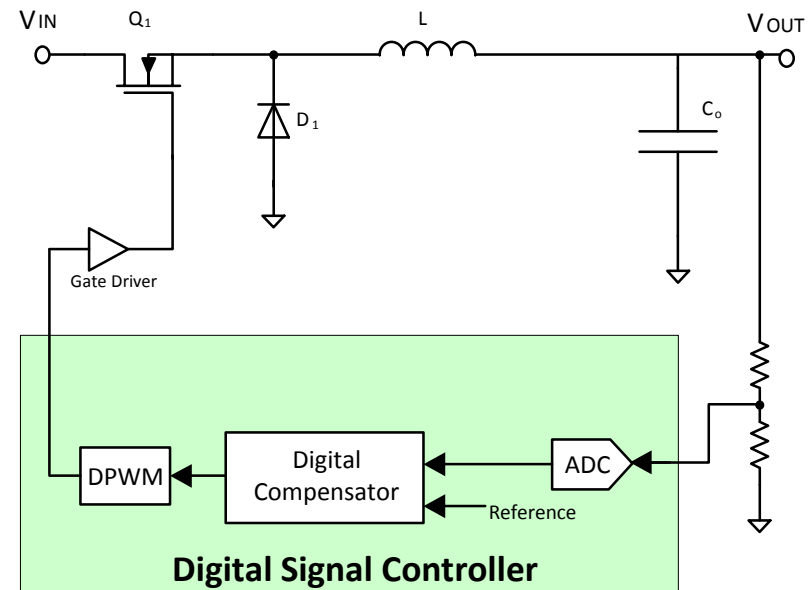 VIN
Q1
L
VOUT
D1
Co
Gate Driver
DPWM
Digital
Compensator
ADC
Reference
Digital Signal Controller